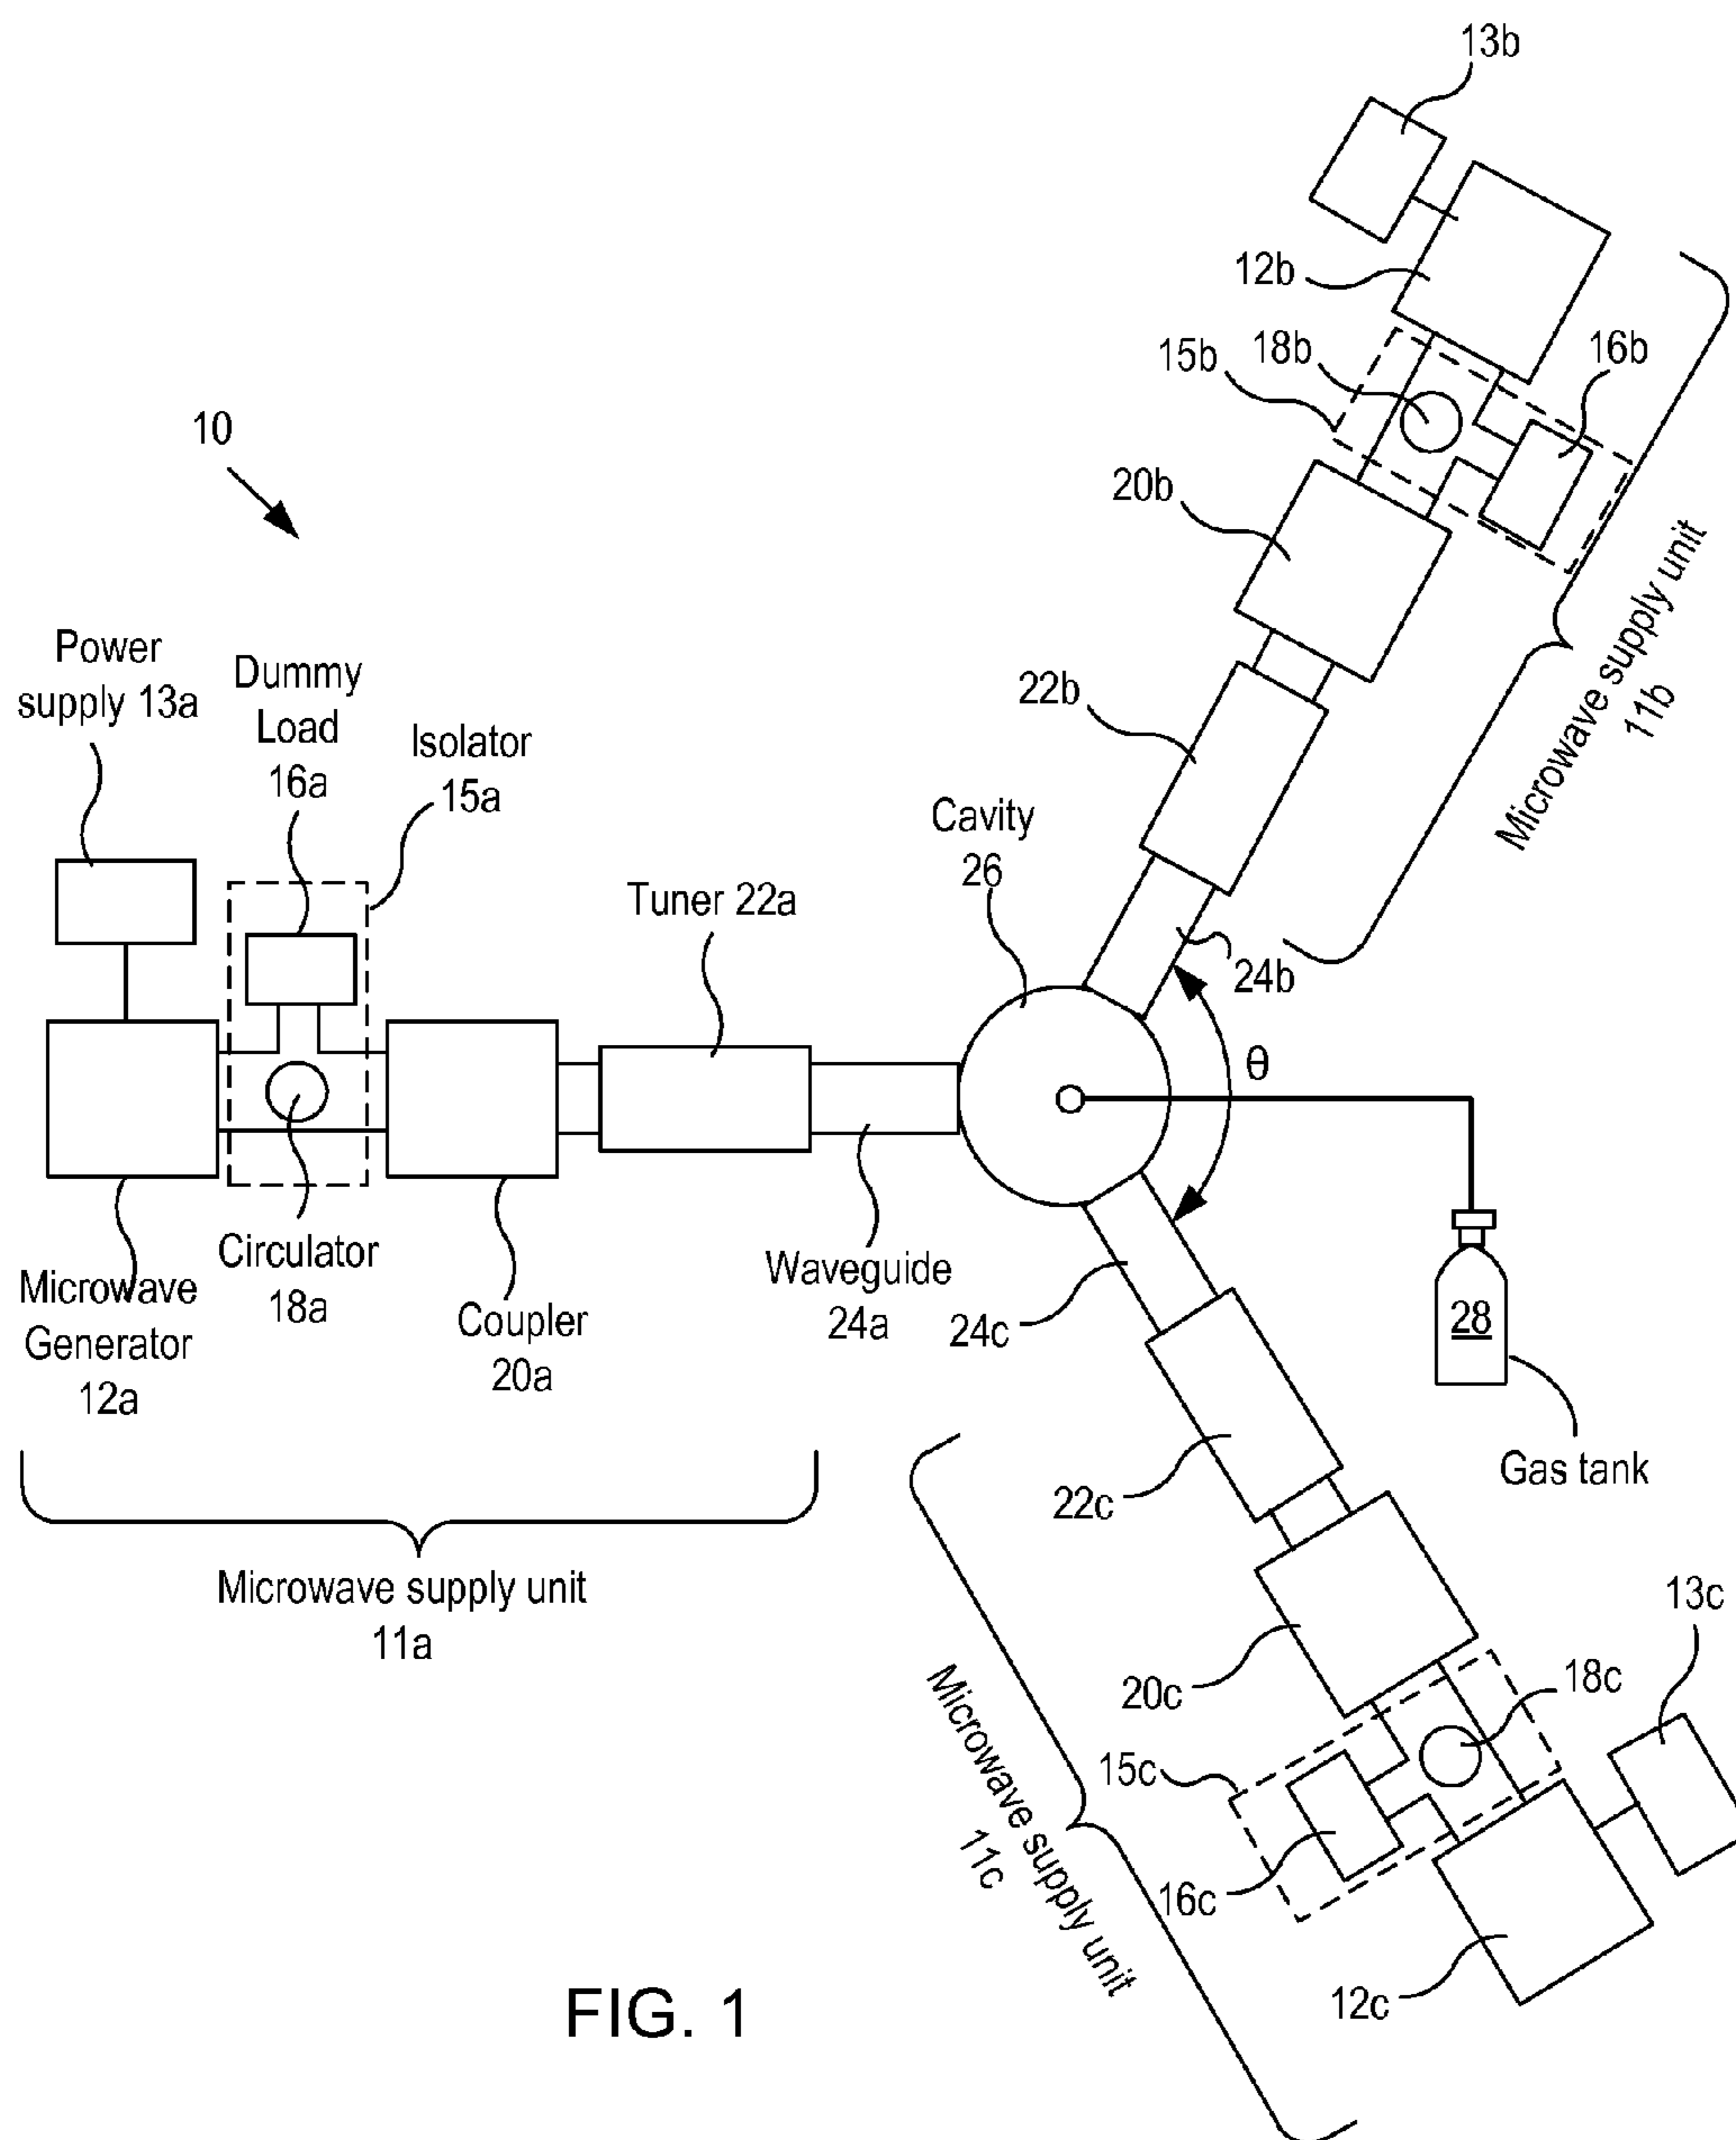 13b
12b
18b
16b
15b
10
20b
Microwave supply unit
11b
Power
supply 13a
Dummy
Load
16a
Isolator
15a
22b
Cavity
26
Tuner 22a
24b
θ
Microwave
Generator
12a
Circulator
18a
Coupler
20a
Waveguide
24a
24c
28
Gas tank
22c
Microwave supply unit
11a
13c
20c
18c
Microwave supply unit
11c
15c
16c
12c
FIG. 1